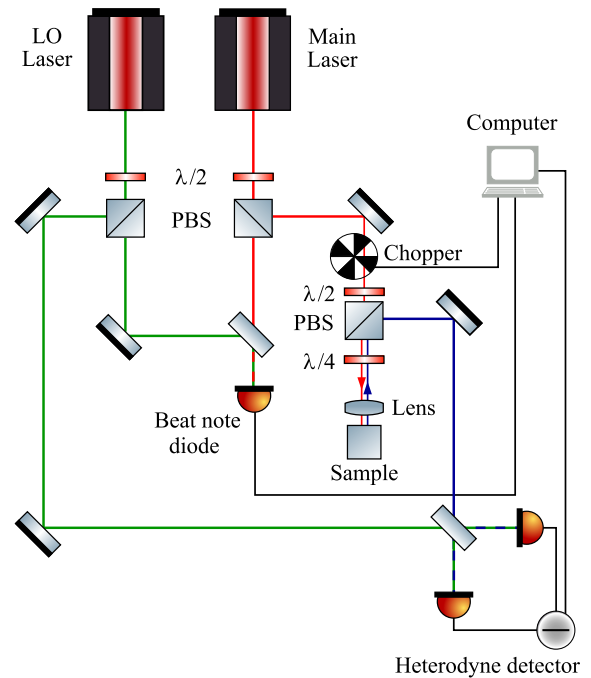 LO
Laser
Main
Laser
Computer
λ/2
PBS
Chopper
λ/2
PBS
λ/4
Lens
Beat note
diode
Sample
Heterodyne detector